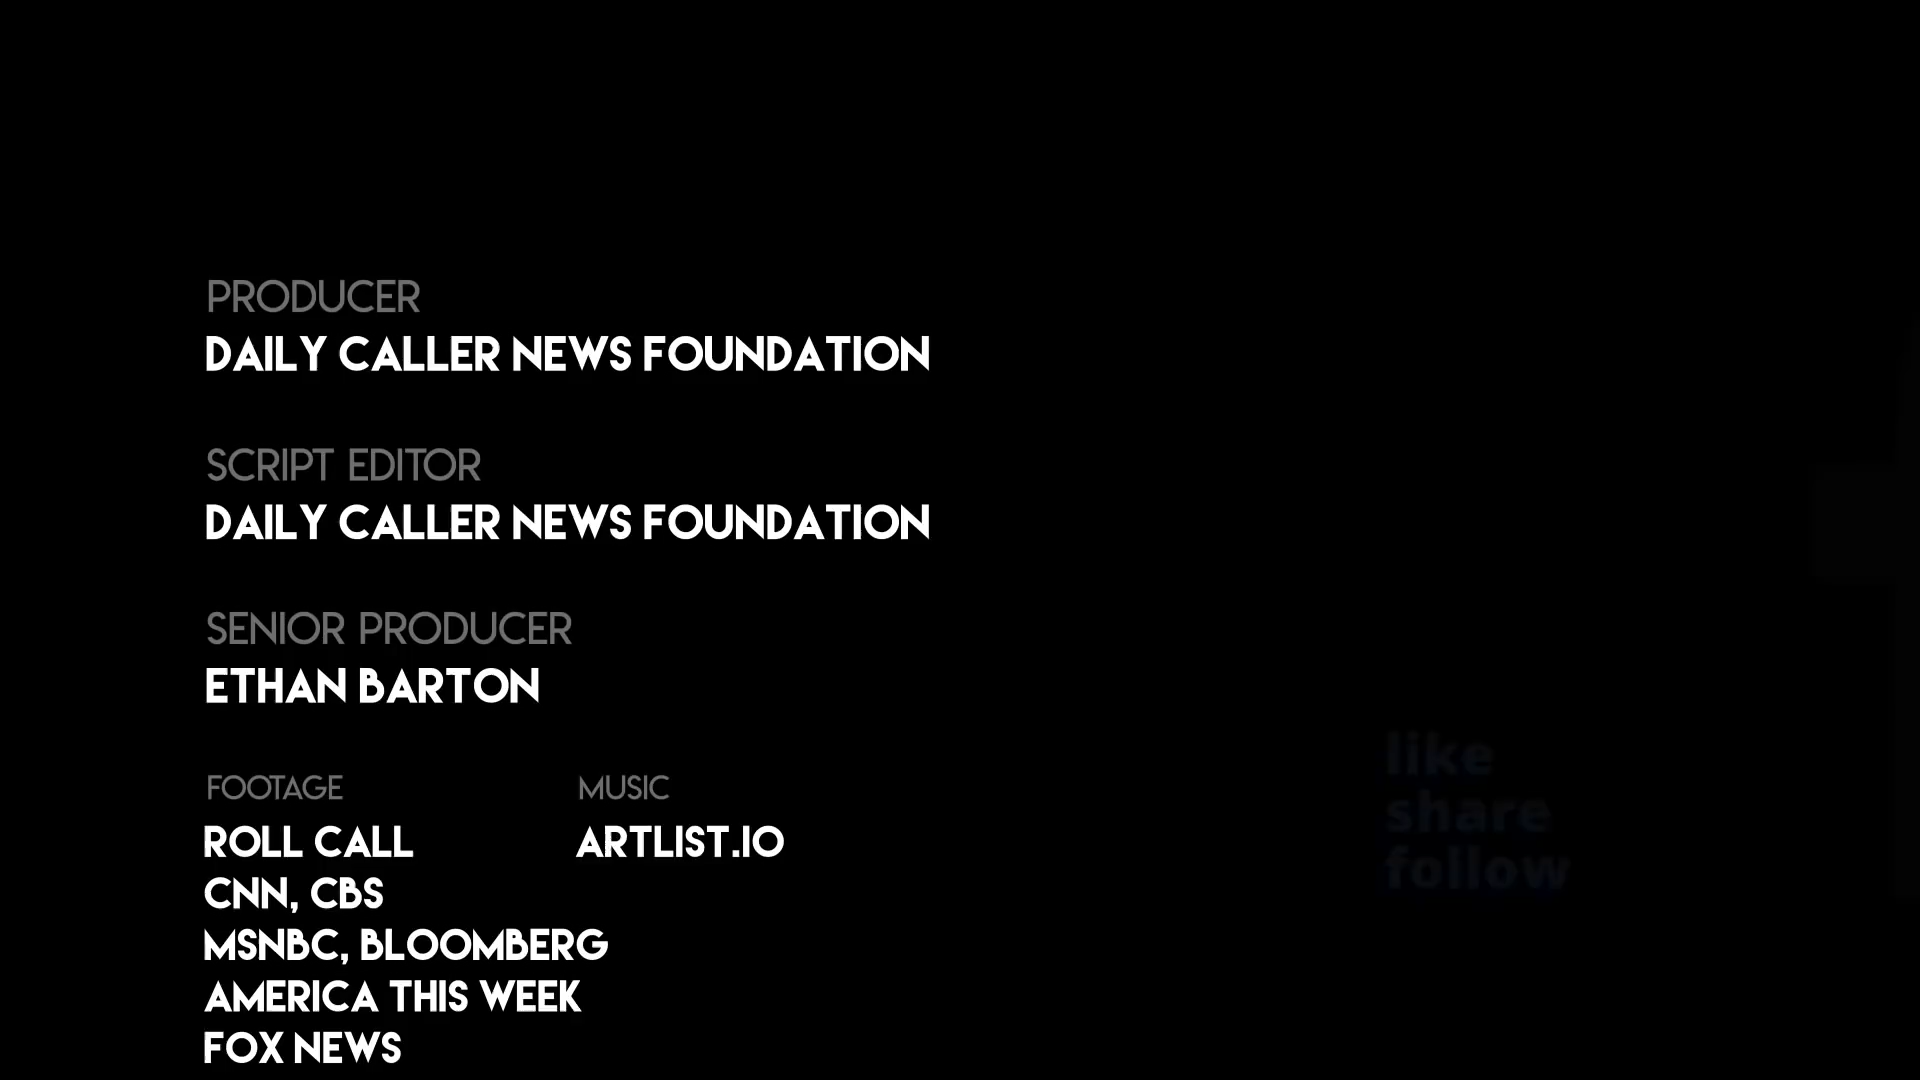 PRODUCER
DAILY CALLER NEWS FOUNDATION
SCRIPT EDITOR
DAILY CALLER NEWS FOUNDATION
SENIOR PRODUCER
ETHAN BARTON
FOOTAGE
ROLL CALL
CNN, CBS
MSNBC, BLOOMBERG
AMERICA THIS WEEK
FOX NEWS
MUSIC
ARTLIST.IO
like
share
follow